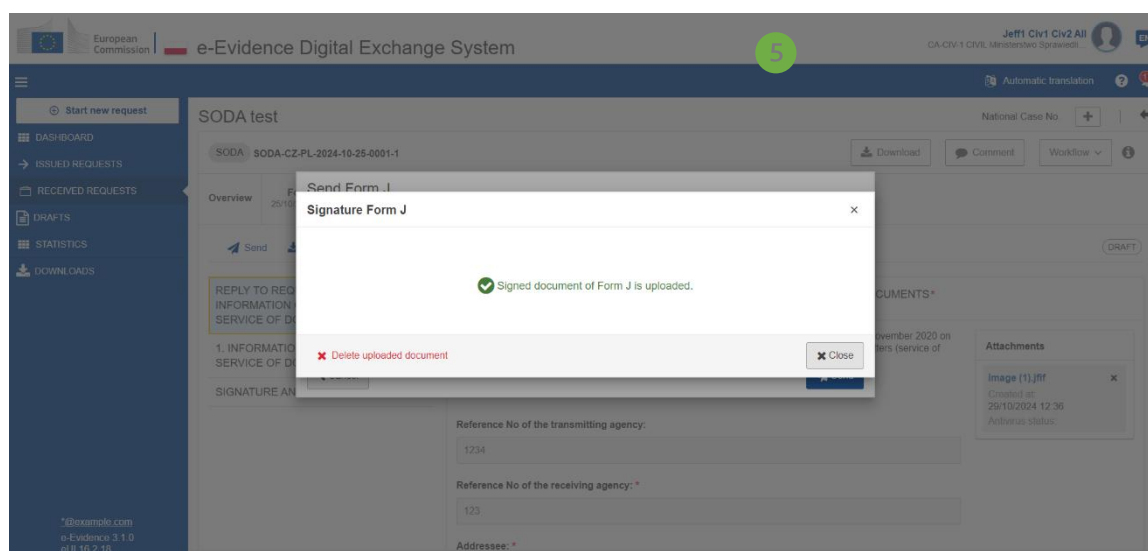 European
Commission
e-Evidence Digital Exchange System
5
Jeff1 Civ1 Civ2 All
CA-CIV-1 CIVIL Ministerstwo Sprawiedli...
EN
Automatic translation
Start new request
DASHBOARD
ISSUED REQUESTS
RECEIVED REQUESTS
DRAFTS
STATISTICS
DOWNLOADS
*@example.com
e-Evidence 3.1.0
SODA test
National Case No.
SODA SODA-CZ-PL-2024-10-25-0001-1
Download
Comment
Workflow
Overview
25/10
Send
DRAFT
Send Form J
Signature Form J
×
Signed document of Form J is uploaded.
Delete uploaded document
Close
REPLY TO REQ
INFORMATION
SERVICE OF D
1. INFORMATIO
SERVICE OF D
SIGNATURE AN
CUMENTS*
ovember 2020 on
ters (service of
Attachments
Image (1).jfif
×
Created at:
29/10/2024 12:36
Antivirus status:
Reference No of the transmitting agency:
1234
Reference No of the receiving agency: *
123
Addressee: *